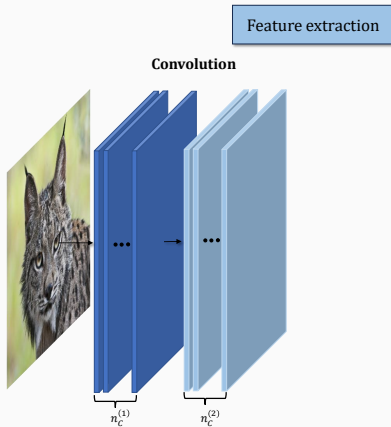 Feature extraction
Convolution
•••
•••
n_C^{(1)}
n_C^{(2)}